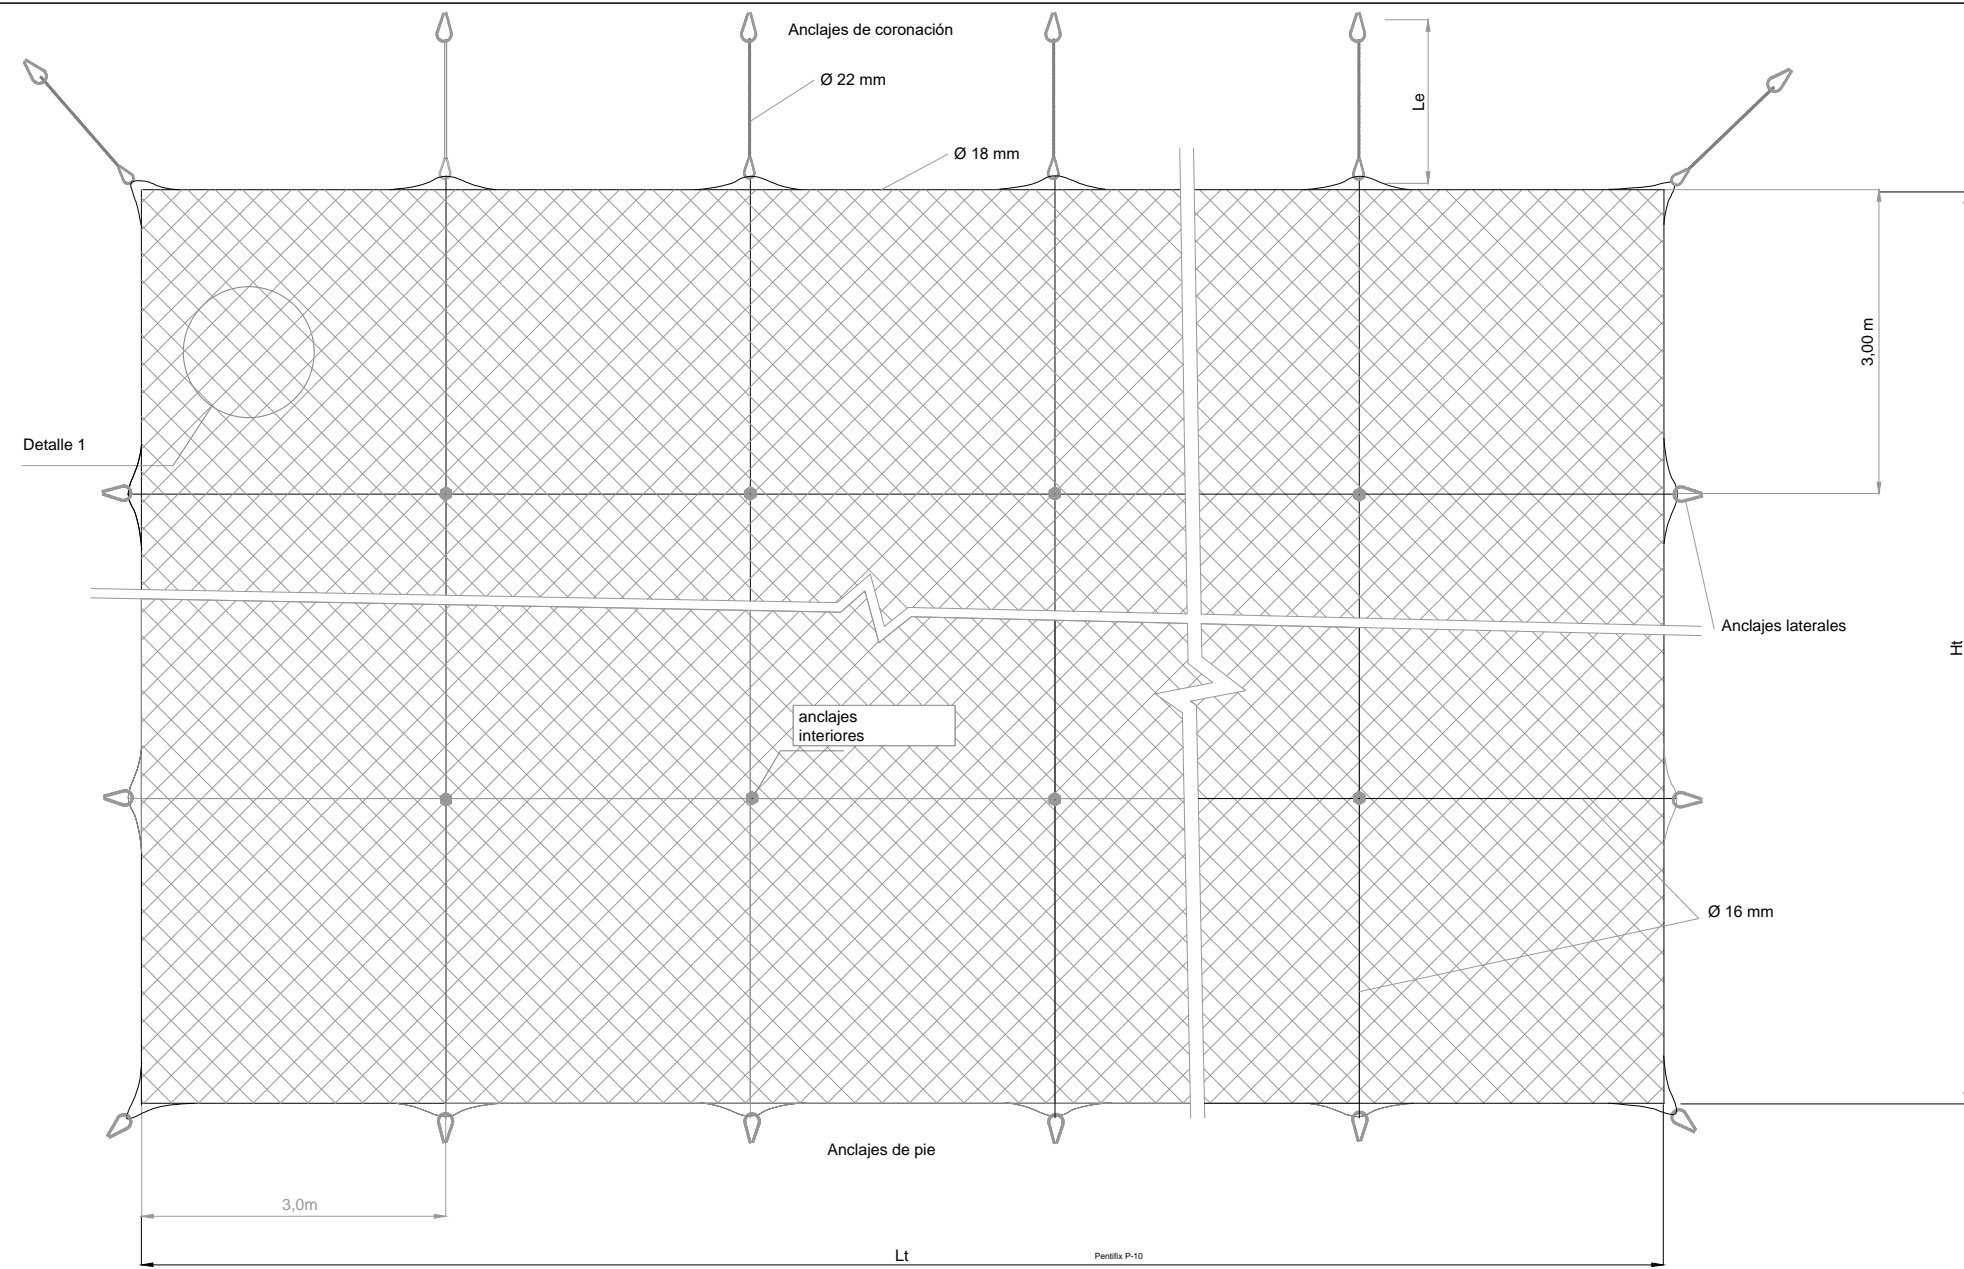 Anclajes de coronación
Ø 22 mm
Le
Ø 18 mm
3,00 m
Detalle 1
Anclajes laterales
Ht
anclajes
interiores
Ø 16 mm
Anclajes de pie
3,0m
Lt
Pentifix P-10